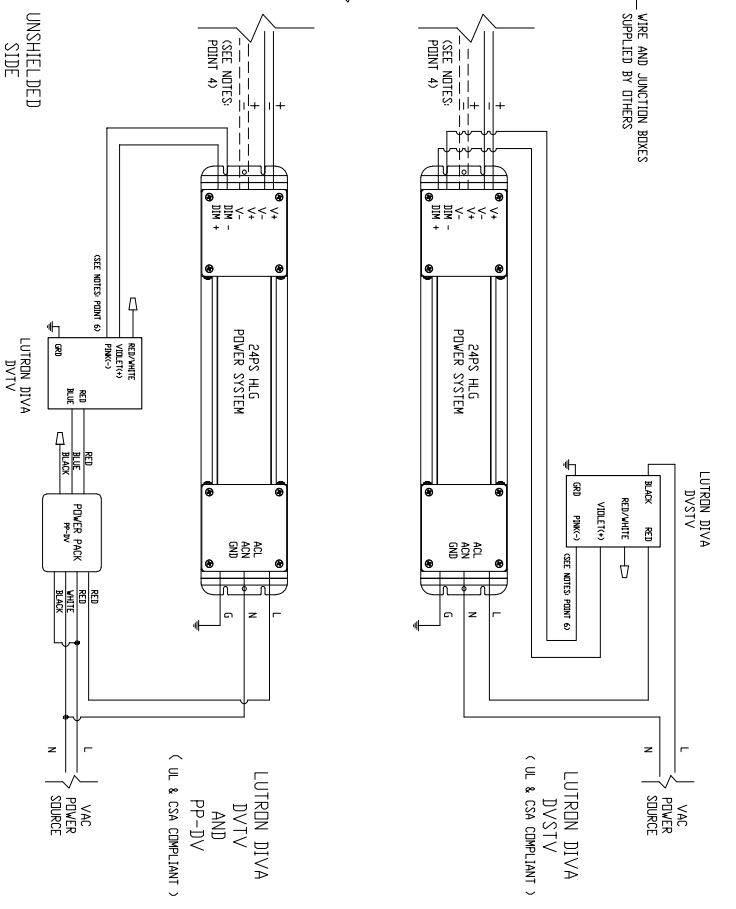 WIRE AND JUNCTION BOXES
SUPPLIED BY OTHERS
(SEE NOTES:
POINT 4)
+
-
+
-
V+
V-
V+
V-
DIM -
DIM +
24PS HLG
POWER SYSTEM
ACL
ACN
GND
L
N
G
LUTRON DIVA
DVSTV
BLACK
RED
RED/WHITE
VIOLET(+)
GRD
PINK(-)
(SEE NOTES: POINT 6)
L
N
VAC
POWER
SOURCE
LUTRON DIVA
DVSTV
( UL & CSA COMPLIANT )
(SEE NOTES:
POINT 4)
+
-
+
-
V+
V-
V+
V-
DIM -
DIM +
24PS HLG
POWER SYSTEM
ACL
ACN
GND
L
N
G
(SEE NOTES: POINT 6)
RED/WHITE
VIOLET(+)
PINK(-)
GRD
RED
BLUE
LUTRON DIVA
DVTV
RED
BLUE
BLACK
POWER PACK
PP-DV
RED
RED
WHITE
BLACK
L
N
VAC
POWER
SOURCE
LUTRON DIVA
DVTV
AND
PP-DV
( UL & CSA COMPLIANT )
UNSHIELDED
SIDE